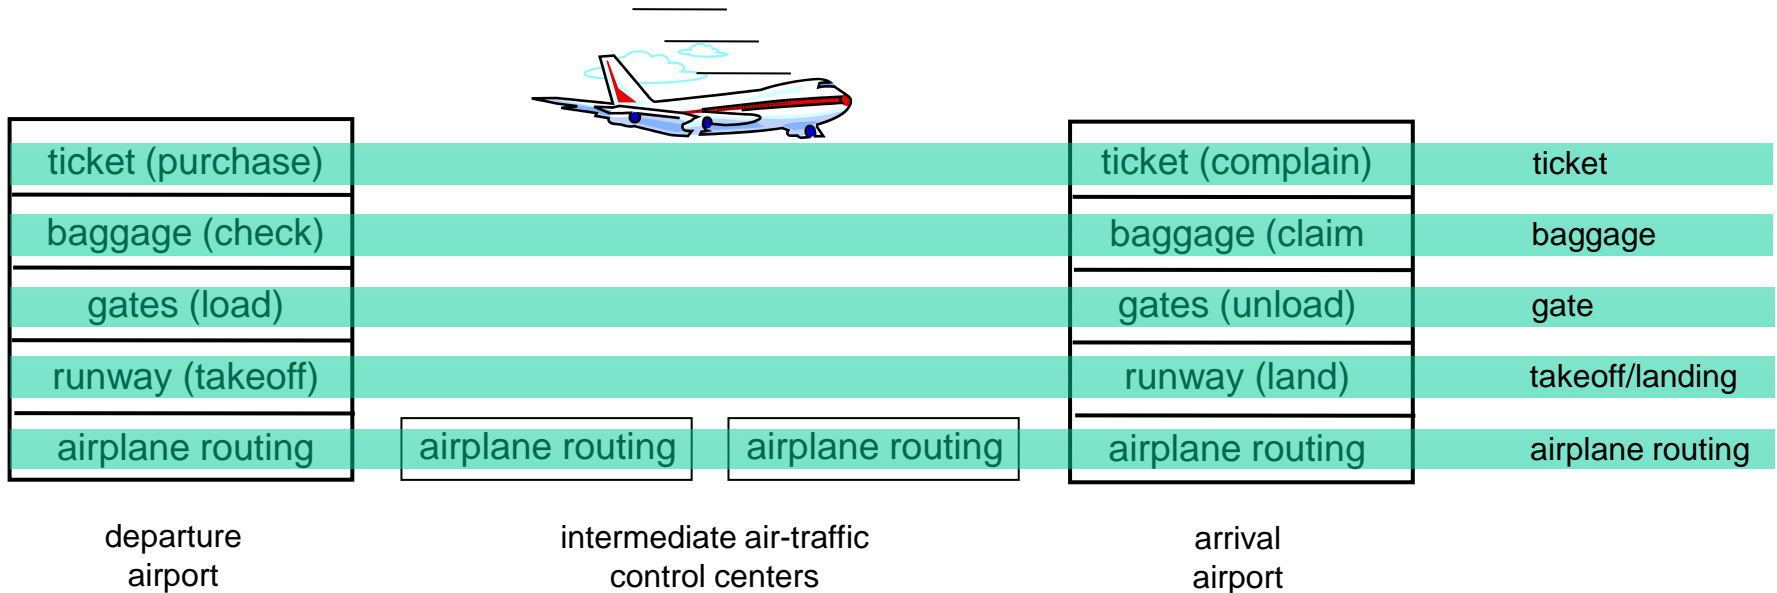 ticket (purchase) ticket (complain) ticket
baggage (check) baggage (claim baggage
gates (load) gates (unload) gate
runway (takeoff) runway (land) takeoff/landing
airplane routing airplane routing airplane routing airplane routing airplane routing
departure intermediate air-traffic arrival
airport control centers airport